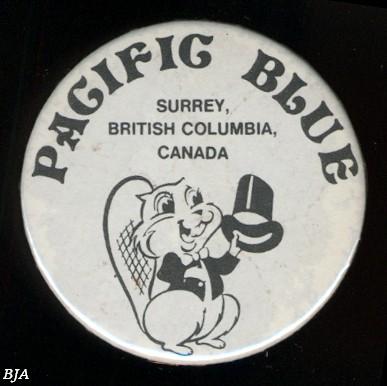 PACIFIC BLUE
SURREY,
BRITISH COLUMBIA,
CANADA
BJA